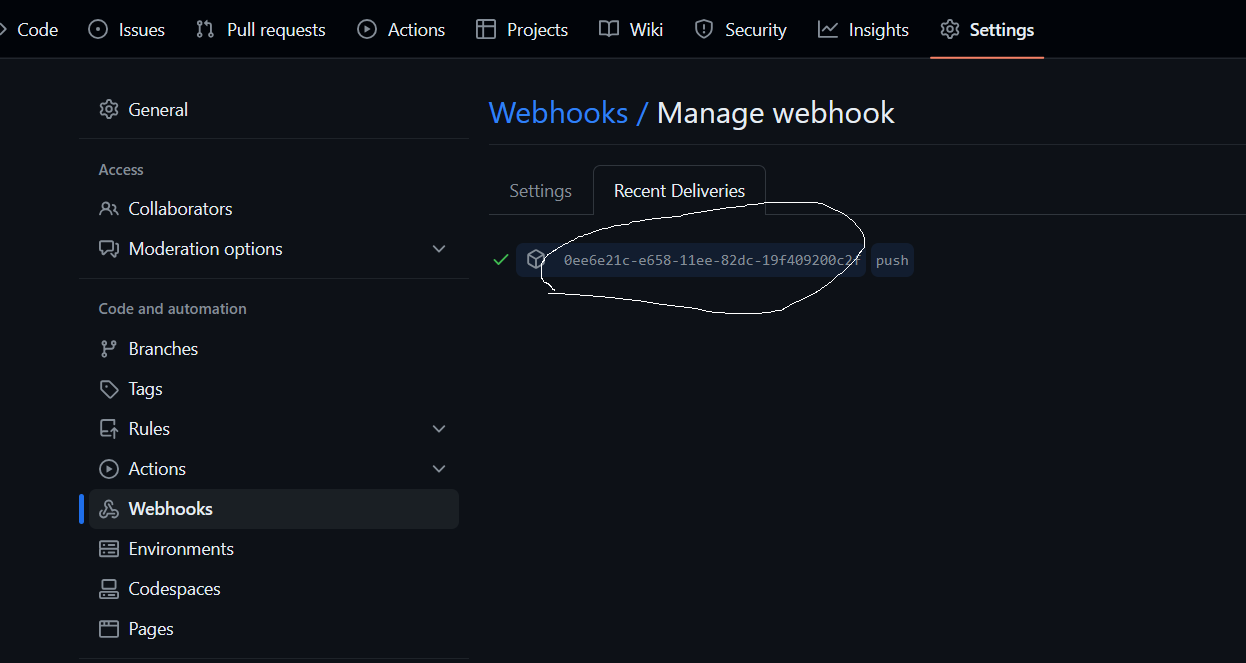 Code Issues Pull requests Actions Projects Wiki Security Insights Settings
General
Access
Collaborators
Moderation options
Code and automation
Branches
Tags
Rules
Actions
Webhooks
Environments
Codespaces
Pages
Webhooks / Manage webhook
Settings Recent Deliveries
0ee6e21c-e658-11ee-82dc-19f409200c2f push